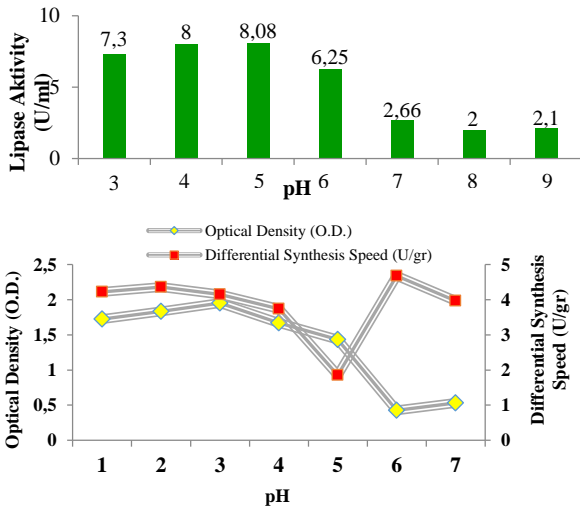 10
5
0
Lipase Aktivity
(U/ml)
7,3
8
8,08
6,25
2,66
2
2,1
3 4 5 6 7 8 9
pH
Optical Density (O.D.)
Differential Synthesis Speed (U/gr)
2,5
2
1,5
1
0,5
0
Optical Density (O.D.)
5
4
3
2
1
0
Differential Synthesis
Speed (U/gr)
1 2 3 4 5 6 7
pH